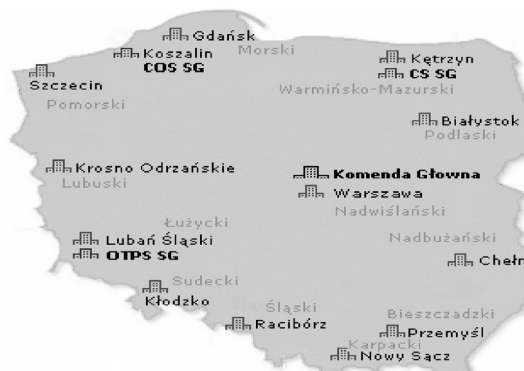 Gdańsk
Morski
Koszalin
COS SG
Kętrzyn
CS SG
Szczecin
Warmińsko-Mazurski
Pomorski
Białystok
Podlaski
Krosno Odrzańskie
Lubuski
Komenda Głowna
Warszawa
Nadwiślański
Łużycki
Lubań Śląski
OTPS SG
Nadbużański
Chełm
Sudecki
Kłodzko
Śląski
Racibórz
Bieszczadzki
Przemyśl
Karpacki
Nowy Sącz